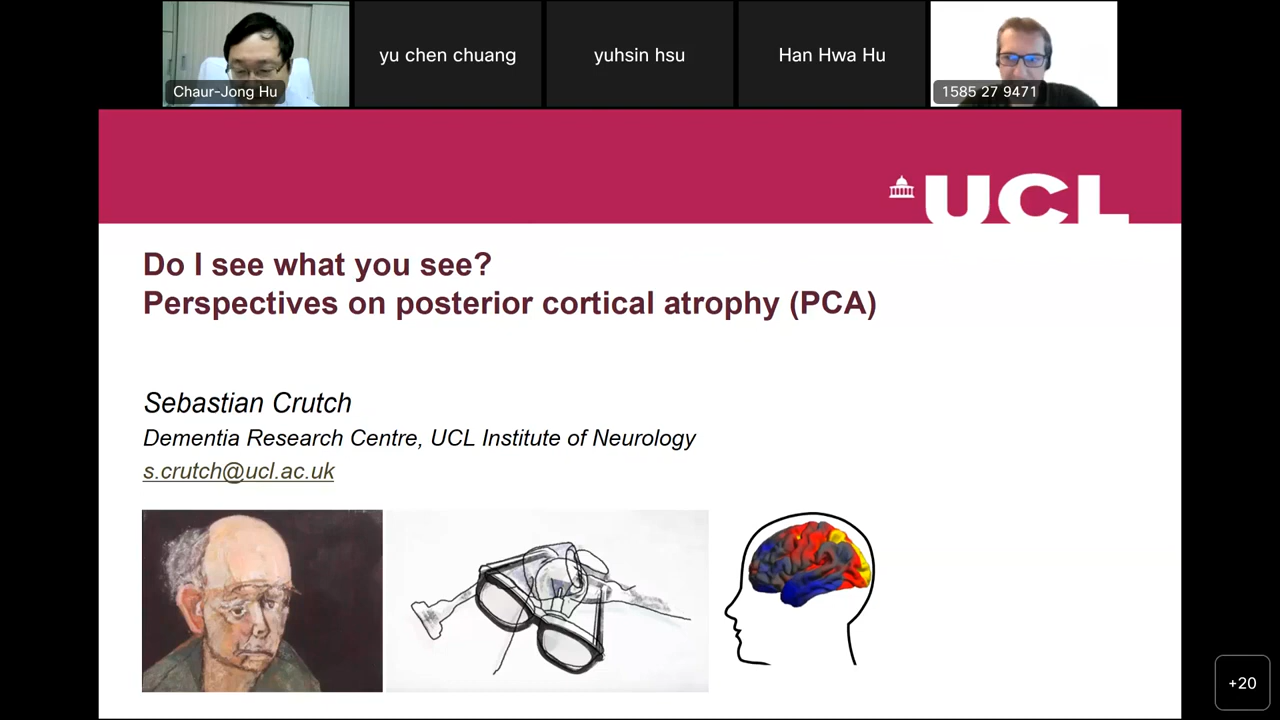 Chaur-Jong Hu
yu chen chuang
yuhsin hsu
Han Hwa Hu
1585 27 9471
UCL
Do I see what you see?
Perspectives on posterior cortical atrophy (PCA)
Sebastian Crutch
Dementia Research Centre, UCL Institute of Neurology
s.crutch@ucl.ac.uk
+20